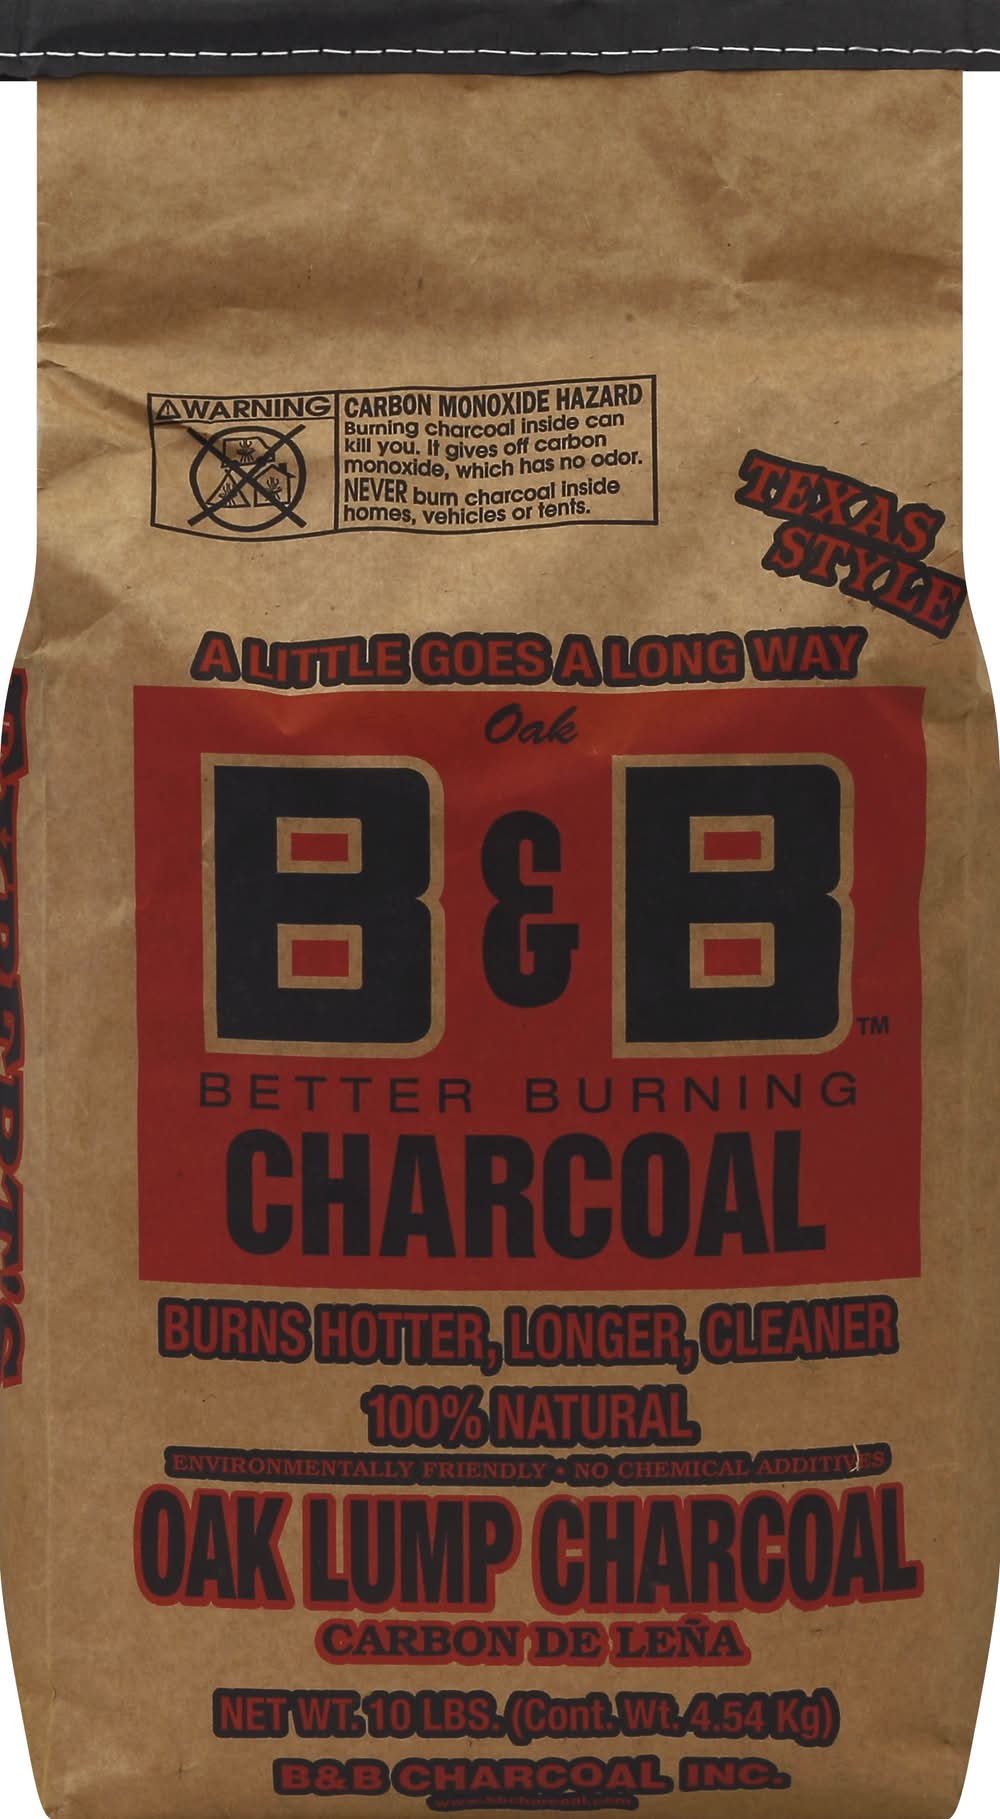 WARNING
CARBON MONOXIDE HAZARD
Burning charcoal inside can
kill you. It gives off carbon
monoxide, which has no odor.
NEVER burn charcoal inside
homes, vehicles or tents.
TEXAS
STYLE
A LITTLE GOES A LONG WAY
Oak
B&B
TM
BETTER BURNING
CHARCOAL
BURNS HOTTER, LONGER, CLEANER
100% NATURAL
ENVIRONMENTALLY FRIENDLY • NO CHEMICAL ADDITIVES
OAK LUMP CHARCOAL
CARBON DE LEÑA
NET WT. 10 LBS. (Cont. Wt. 4.54 Kg)
B&B CHARCOAL INC.
www.bbcharcoal.com